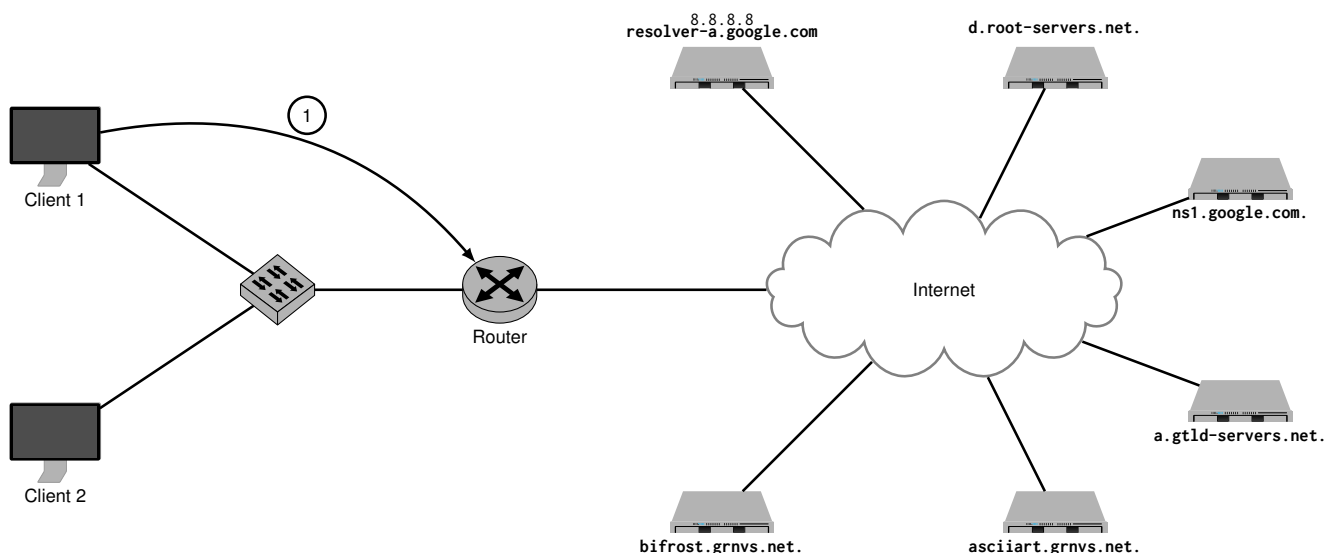 8.8.8.8
resolver-a.google.com
d.root-servers.net.
1
Client 1
ns1.google.com.
Internet
Router
a.gtld-servers.net.
Client 2
bifrost.grnvs.net.
asciiart.grnvs.net.